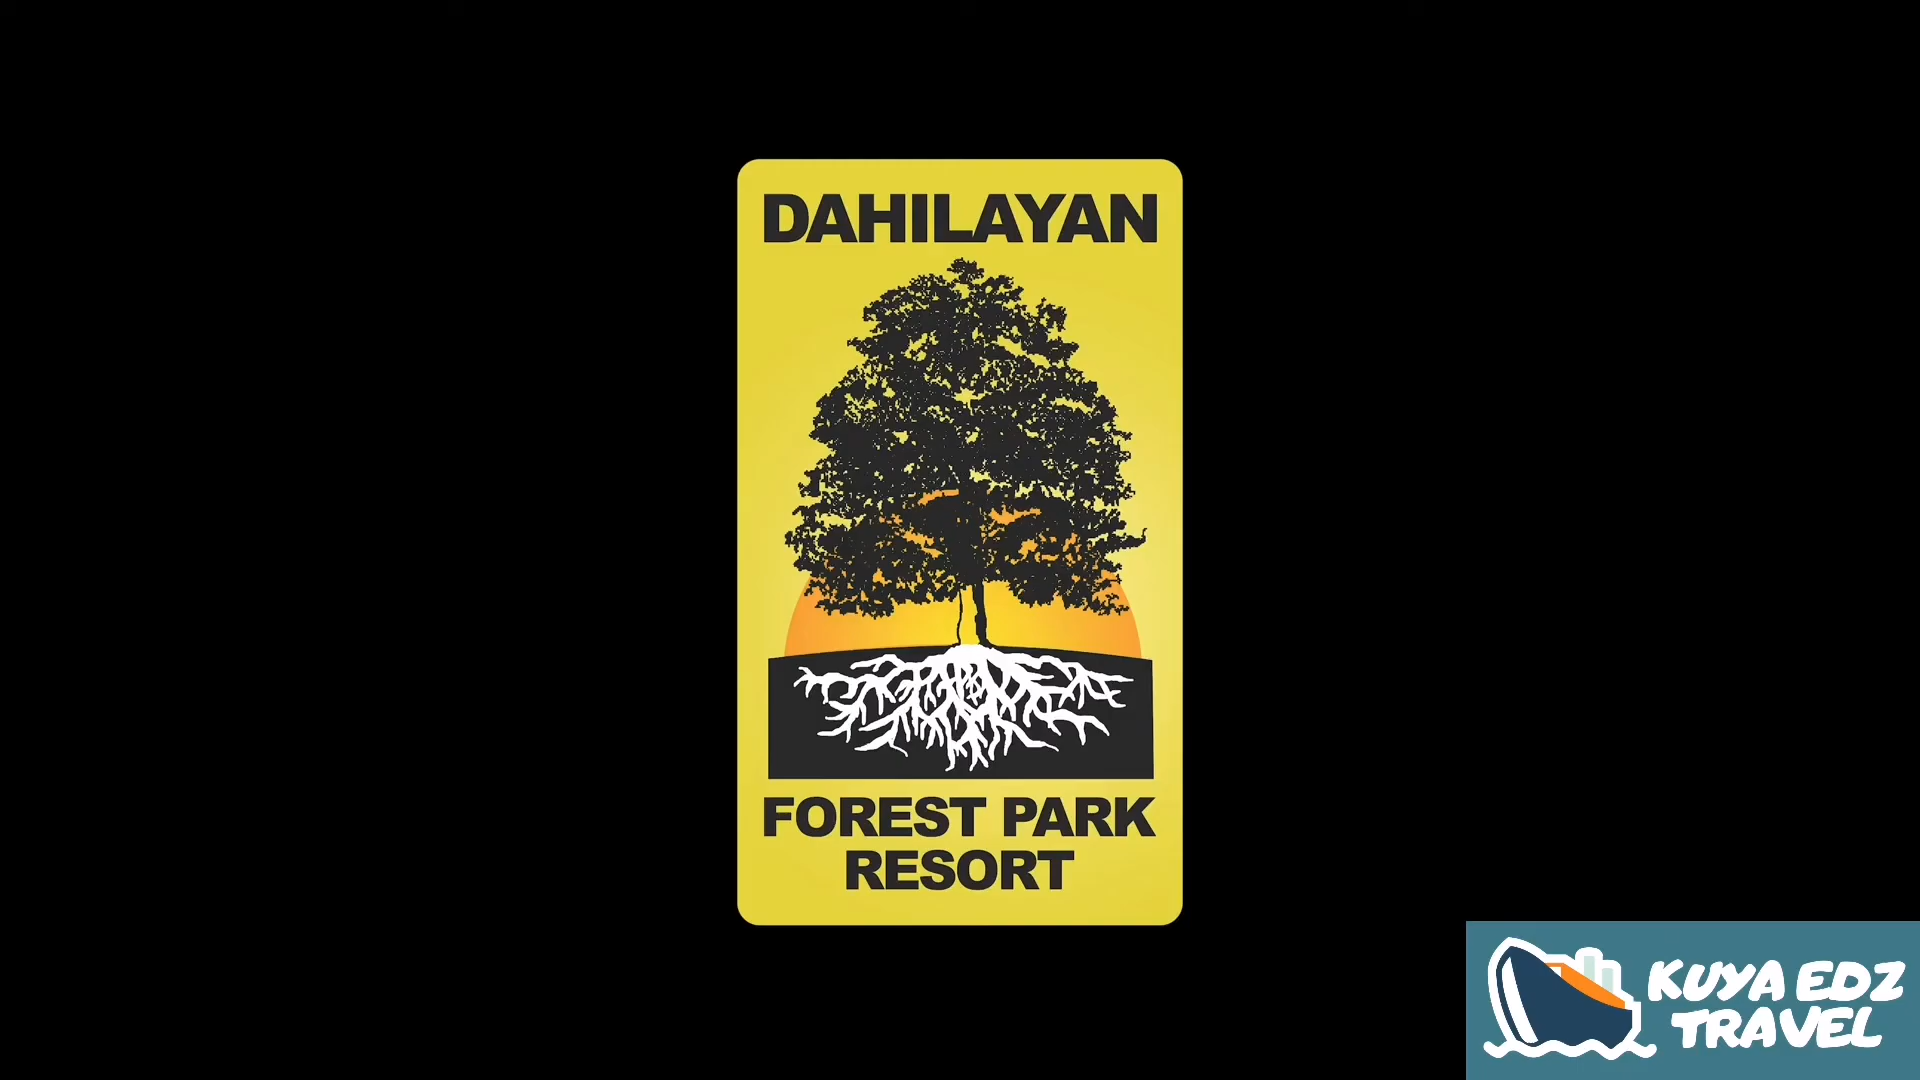 DAHILAYAN
FOREST PARK
RESORT
KUYA EDZ
TRAVEL